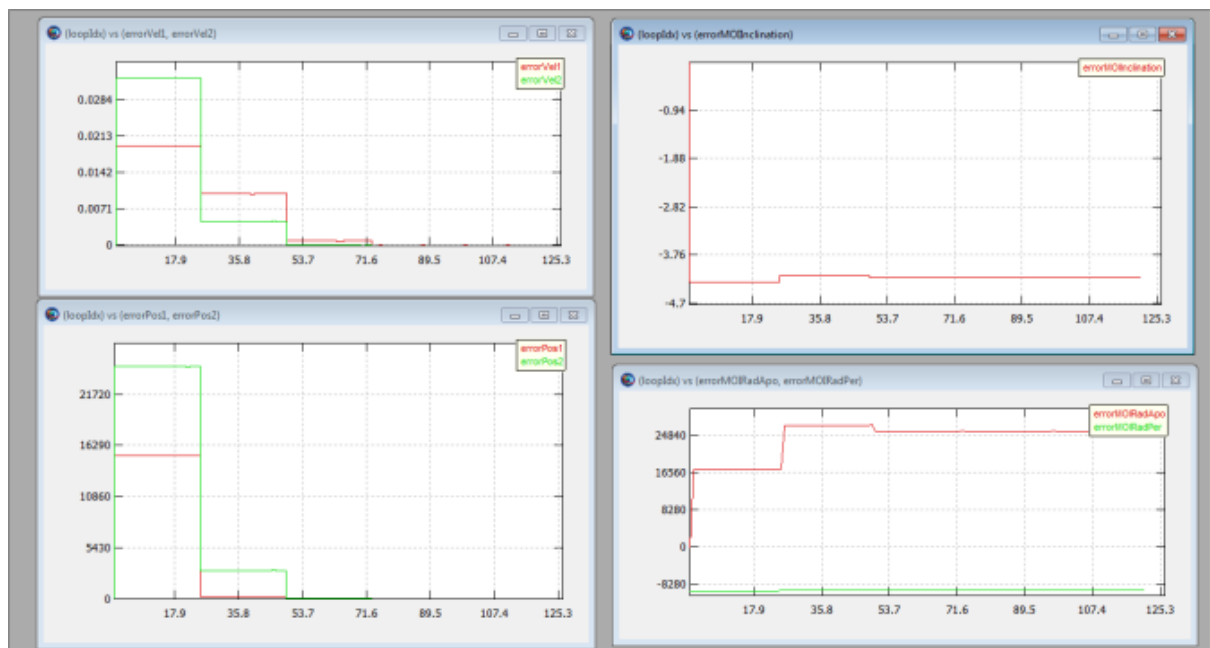 (loopIdx) vs (errorVel1, errorVel2)
errorVel1
errorVel2
0.0284
0.0213
0.0142
0.0071
0
17.9 35.8 53.7 71.6 89.5 107.4 125.3
(loopIdx) vs (errorMOIInclination)
errorMOIInclination
-0.94
-1.88
-2.82
-3.76
-4.7
17.9 35.8 53.7 71.6 89.5 107.4 125.3
(loopIdx) vs (errorPos1, errorPos2)
errorPos1
errorPos2
21720
16290
10860
5430
0
17.9 35.8 53.7 71.6 89.5 107.4 125.3
(loopIdx) vs (errorMOIRadApo, errorMOIRadPer)
errorMOIRadApo
errorMOIRadPer
24840
16560
8280
0
-8280
17.9 35.8 53.7 71.6 89.5 107.4 125.3